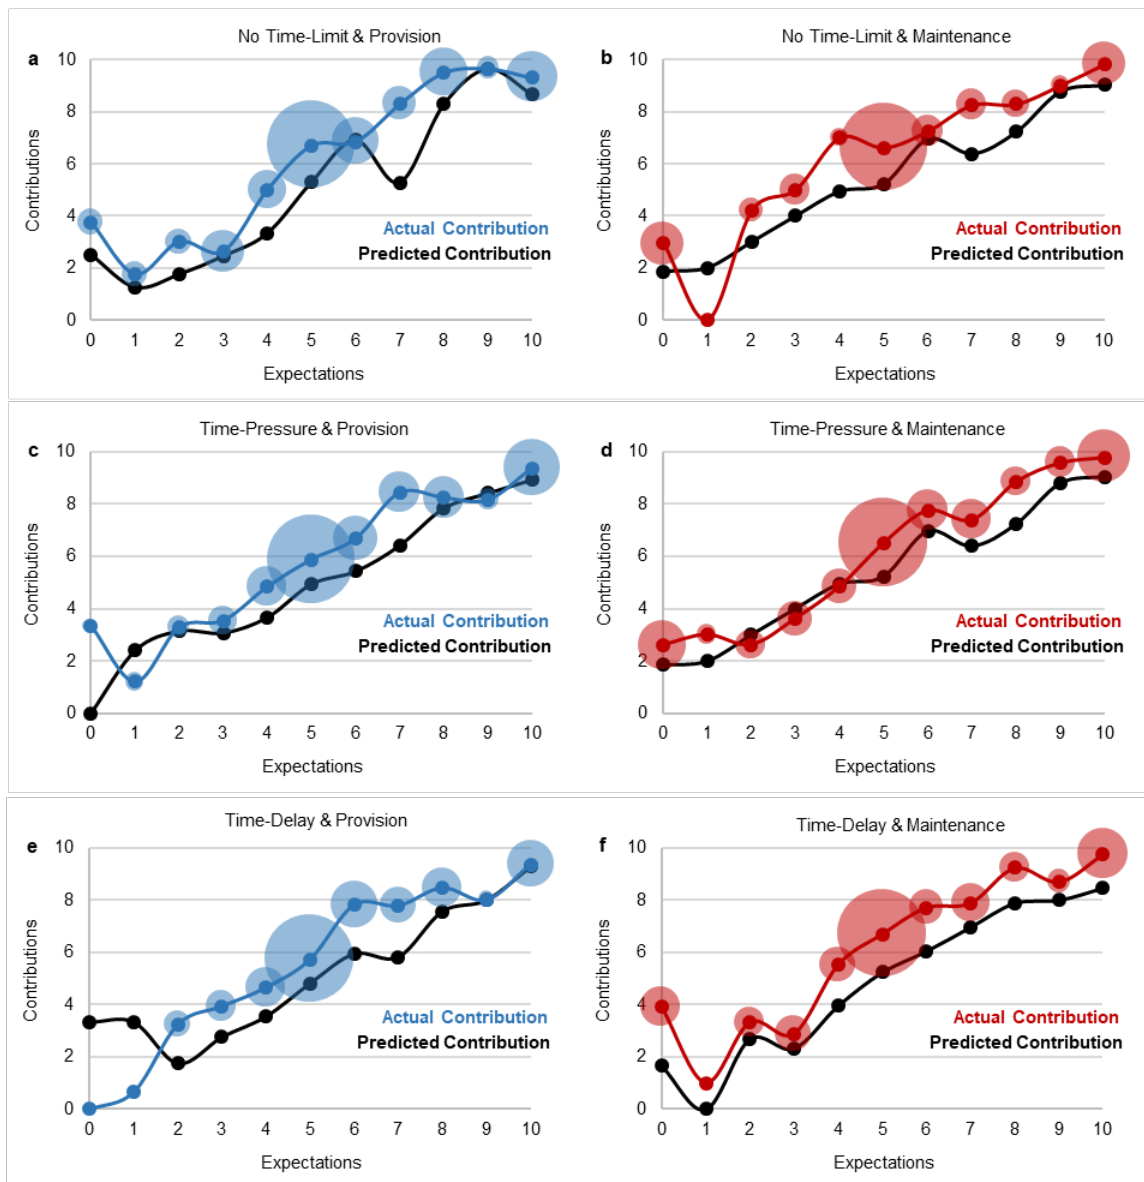 a No Time-Limit & Provision
10
8
6
4
2
0
Contributions
Actual Contribution
Predicted Contribution
0 1 2 3 4 5 6 7 8 9 10
Expectations
b No Time-Limit & Maintenance
10
8
6
4
2
0
Contributions
Actual Contribution
Predicted Contribution
0 1 2 3 4 5 6 7 8 9 10
Expectations
c Time-Pressure & Provision
10
8
6
4
2
0
Contributions
Actual Contribution
Predicted Contribution
0 1 2 3 4 5 6 7 8 9 10
Expectations
d Time-Pressure & Maintenance
10
8
6
4
2
0
Contributions
Actual Contribution
Predicted Contribution
0 1 2 3 4 5 6 7 8 9 10
Expectations
e Time-Delay & Provision
10
8
6
4
2
0
Contributions
Actual Contribution
Predicted Contribution
0 1 2 3 4 5 6 7 8 9 10
Expectations
f Time-Delay & Maintenance
10
8
6
4
2
0
Contributions
Actual Contribution
Predicted Contribution
0 1 2 3 4 5 6 7 8 9 10
Expectations